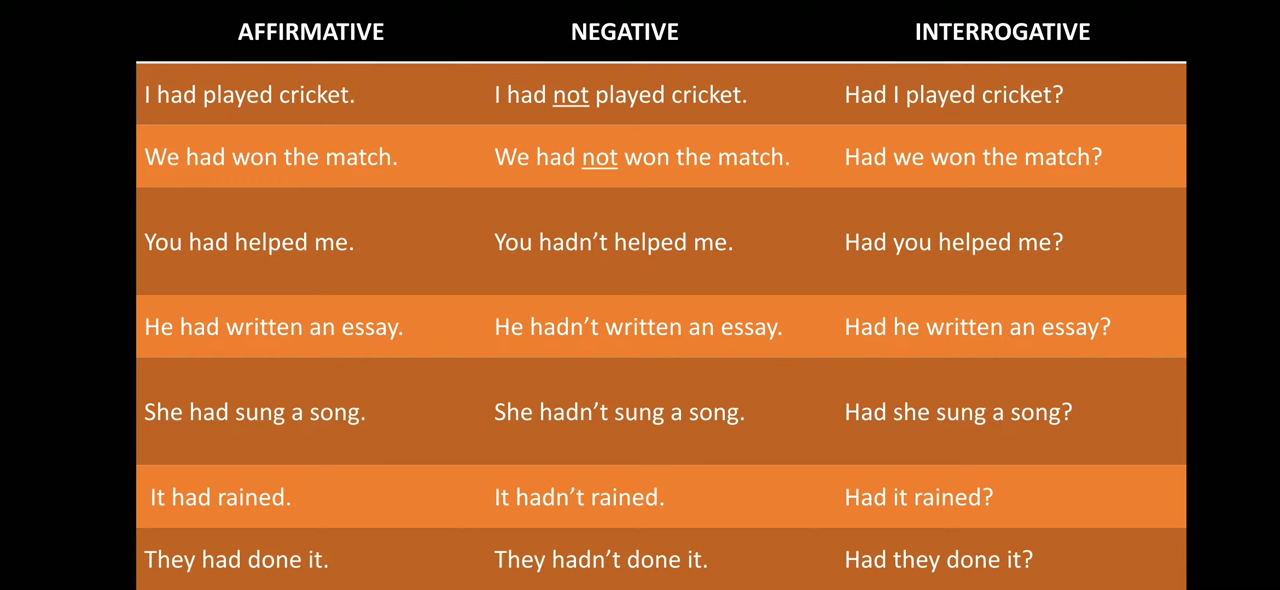 AFFIRMATIVE NEGATIVE INTERROGATIVE
I had played cricket. I had not played cricket. Had I played cricket?
We had won the match. We had not won the match. Had we won the match?
You had helped me. You hadn’t helped me. Had you helped me?
He had written an essay. He hadn’t written an essay. Had he written an essay?
She had sung a song. She hadn’t sung a song. Had she sung a song?
It had rained. It hadn’t rained. Had it rained?
They had done it. They hadn’t done it. Had they done it?